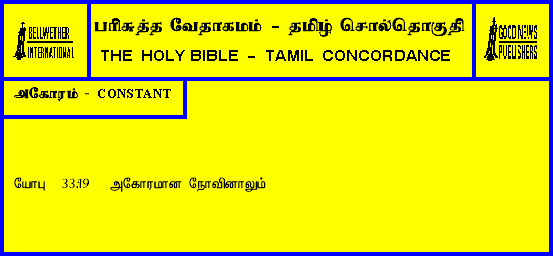 BELLWETHER
INTERNATIONAL
பரிசுத்த வேதாகமம் - தமிழ் சொல்தொகுதி
THE HOLY BIBLE - TAMIL CONCORDANCE
GOOD NEWS
PUBLISHERS
அகோரம் - CONSTANT
யோபு 33:19 அகோரமான நோவினாலும்